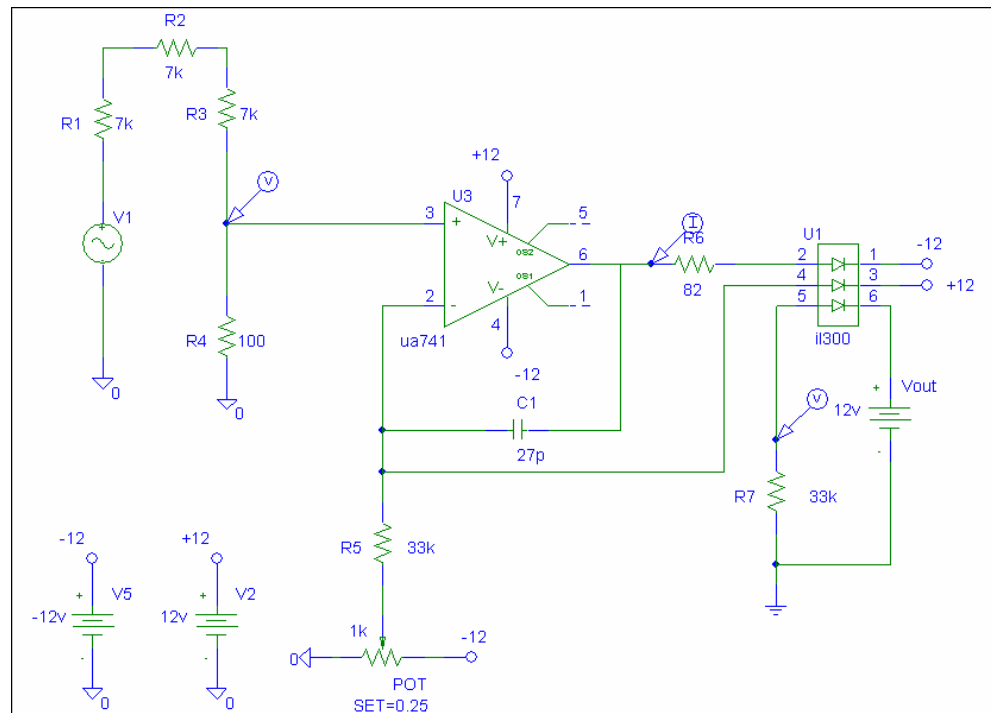 R2
7k
R1
7k
R3
7k
V
V1
+
R4
100
0
0
+12
U3
7
3
+
V+
5
OS2
6
OS1
V-
1
2
-
4
ua741
-12
I
R6
82
U1
2
1
-12
4
3
+12
5
6
il300
C1
27p
V
+
Vout
12v
-
R7
33k
R5
33k
-12
+
V5
-12v
-
0
+12
+
V2
12v
-
0
1k
0
-12
POT
SET=0.25